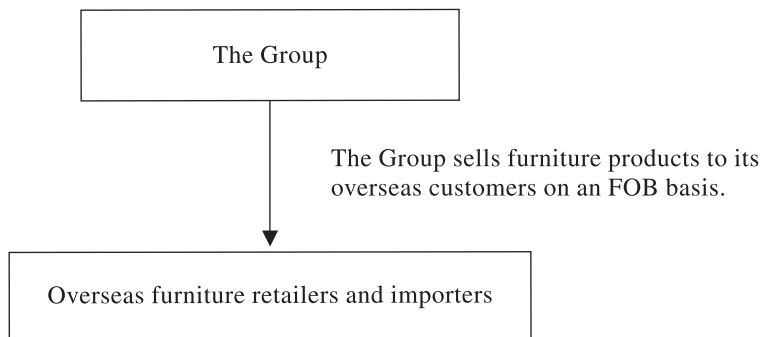 The Group
The Group sells furniture products to its
overseas customers on an FOB basis.
Overseas furniture retailers and importers